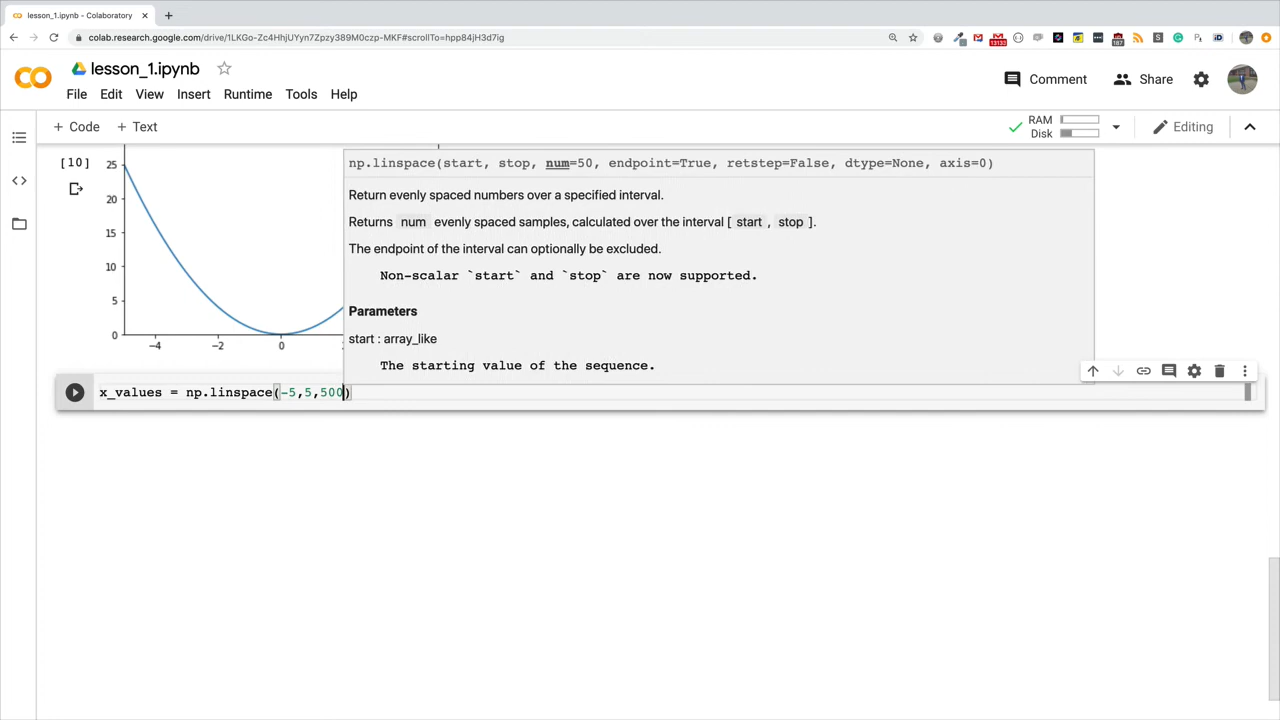 lesson_1.ipynb - Colaboratory
colab.research.google.com/drive/1LKGo-Zc4HhjUYyn7Zpzy389M0czp-MKF#scrollTo=hpp84jH3d7ig
13133
187
lesson_1.ipynb
Comment
Share
File Edit View Insert Runtime Tools Help
+ Code + Text
RAM
Disk
Editing
[10]
25
20
15
10
5
0
-4 -2 0
np.linspace(start, stop, num=50, endpoint=True, retstep=False, dtype=None, axis=0)
Return evenly spaced numbers over a specified interval.
Returns num evenly spaced samples, calculated over the interval [ start , stop ].
The endpoint of the interval can optionally be excluded.
Non-scalar `start` and `stop` are now supported.
Parameters
start : array_like
The starting value of the sequence.
x_values = np.linspace(-5,5,500)